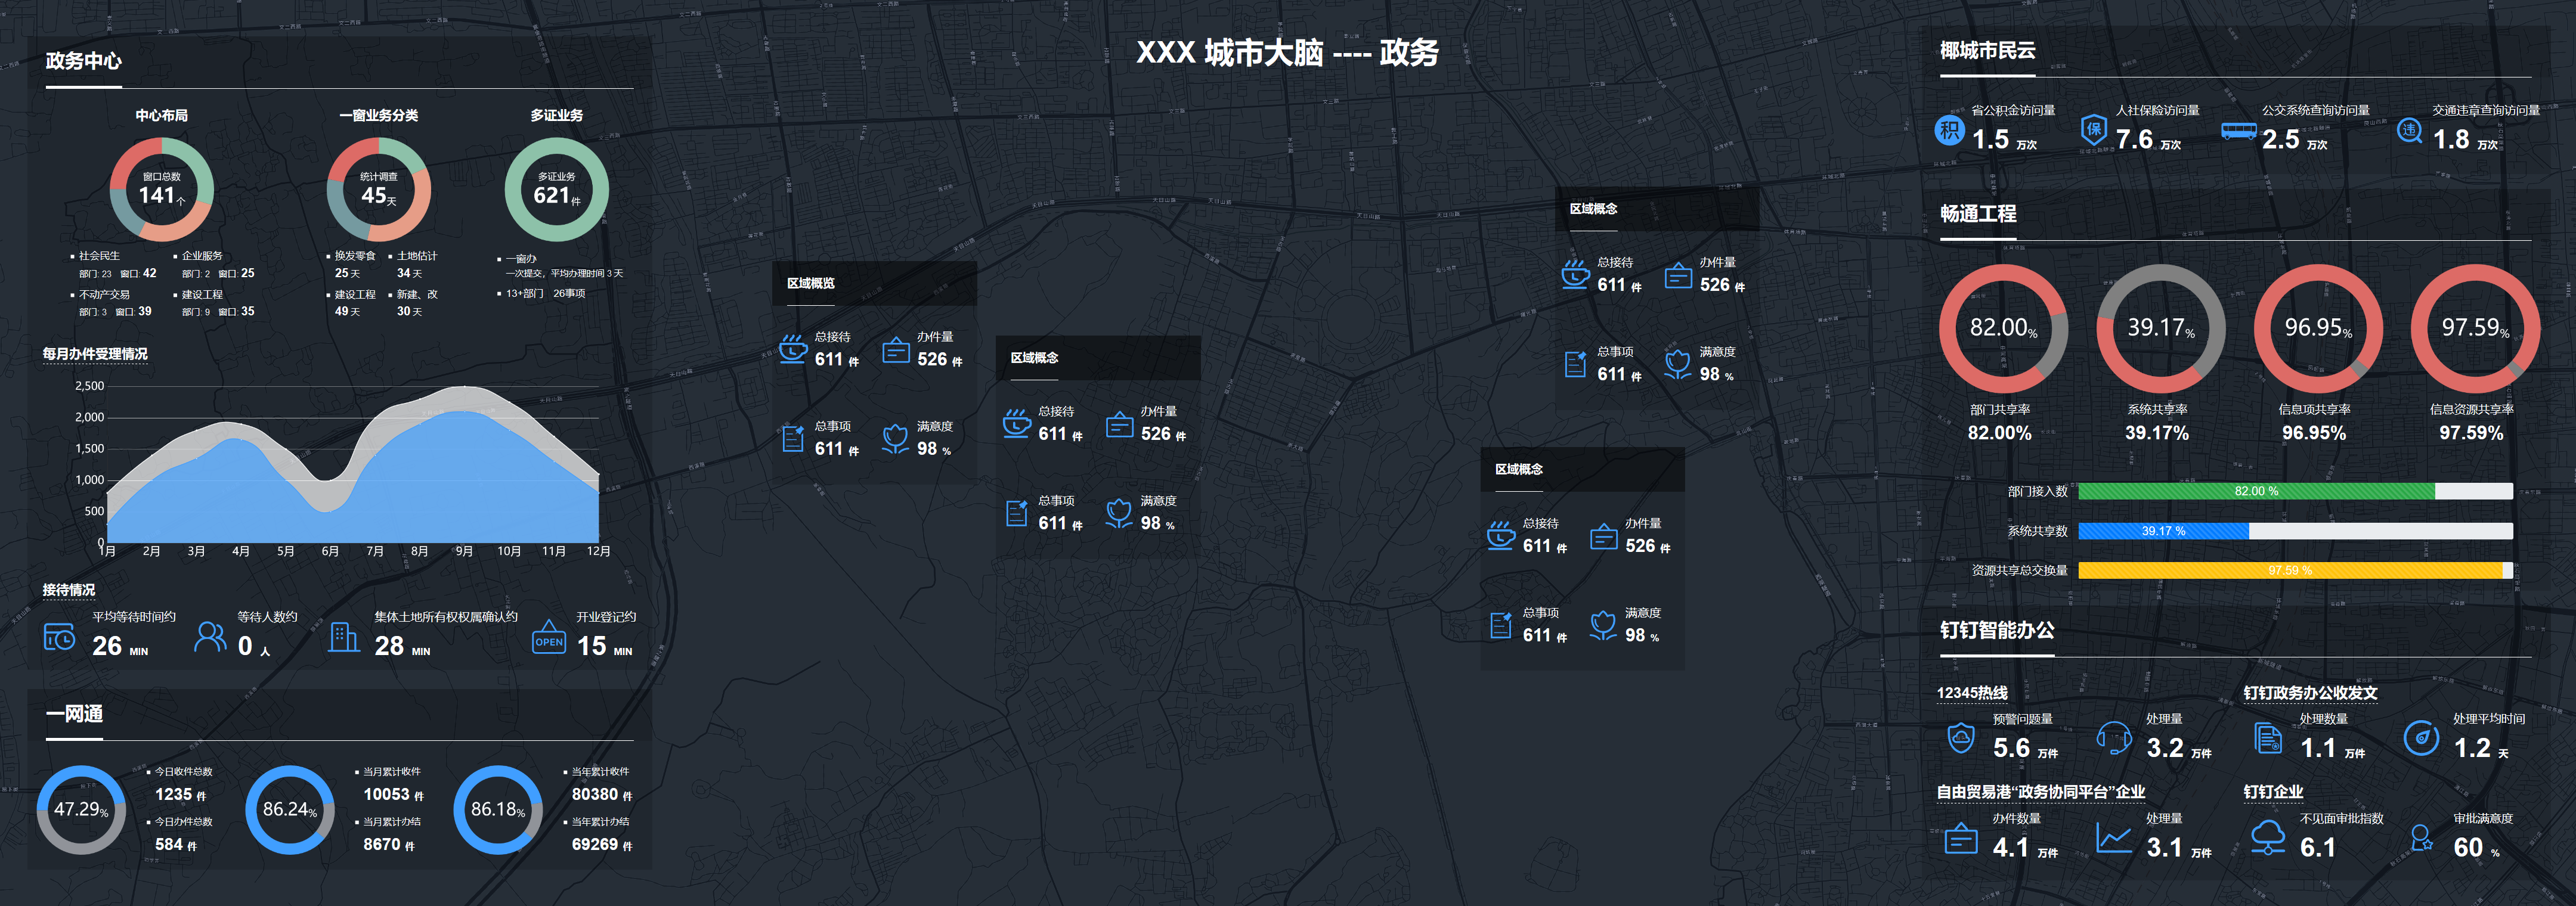 XXX 城市大脑 ---- 政务
政务中心
中心布局
一窗业务分类
多证业务
窗口总数
141个
统计调查
45天
多证业务
621件
社会民生
部门: 23 窗口: 42
企业服务
部门: 2 窗口: 25
不动产交易
部门: 3 窗口: 39
建设工程
部门: 9 窗口: 35
换发零食
25 天
土地估计
34 天
建设工程
49 天
新建、改
30 天
一窗办
一次提交，平均办理时间 3 天
13+部门 26事项
每月办件受理情况
2,500
2,000
1,500
1,000
500
0
1月 2月 3月 4月 5月 6月 7月 8月 9月 10月 11月 12月
接待情况
平均等待时间约
26 MIN
等待人数约
0 人
集体土地所有权权属确认约
28 MIN
OPEN
开业登记约
15 MIN
一网通
47.29%
今日收件总数
1235 件
今日办件总数
584 件
86.24%
当月累计收件
10053 件
当月累计办结
8670 件
86.18%
当年累计收件
80380 件
当年累计办结
69269 件
区域概览
总接待
611 件
办件量
526 件
总事项
611 件
满意度
98 %
区域概念
总接待
611 件
办件量
526 件
总事项
611 件
满意度
98 %
区域概念
总接待
611 件
办件量
526 件
总事项
611 件
满意度
98 %
区域概念
总接待
611 件
办件量
526 件
总事项
611 件
满意度
98 %
椰城市民云
积
省公积金访问量
1.5 万次
保
人社保险访问量
7.6 万次
公交系统查询访问量
2.5 万次
违
交通违章查询访问量
1.8 万次
畅通工程
82.00%
39.17%
96.95%
97.59%
部门共享率
82.00%
系统共享率
39.17%
信息项共享率
96.95%
信息资源共享率
97.59%
部门接入数
82.00 %
系统共享数
39.17 %
资源共享总交换量
97.59 %
钉钉智能办公
12345热线
预警问题量
5.6 万件
处理量
3.2 万件
钉钉政务办公收发文
处理数量
1.1 万件
处理平均时间
1.2 天
自由贸易港“政务协同平台”企业
办件数量
4.1 万件
处理量
3.1 万件
钉钉企业
不见面审批指数
6.1
审批满意度
60 %